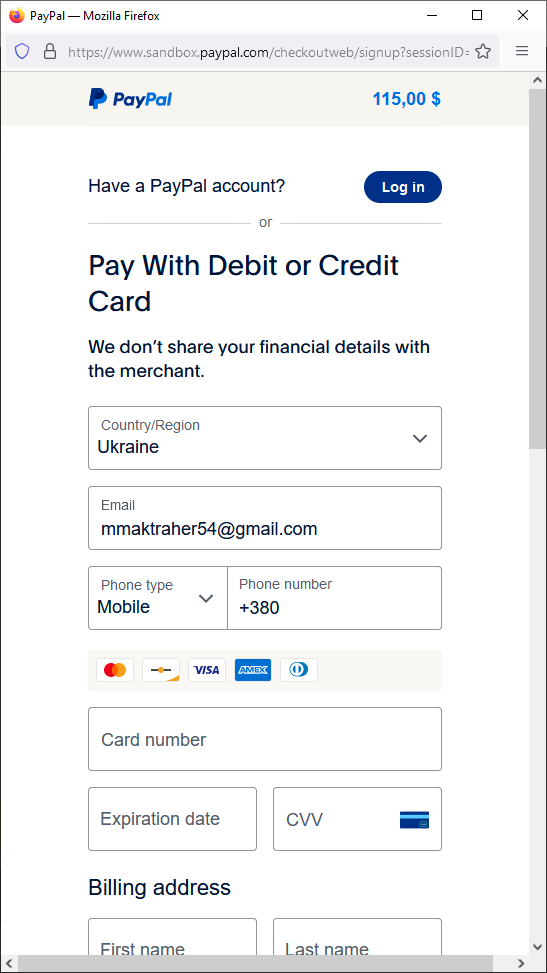 PayPal — Mozilla Firefox
https://www.sandbox.paypal.com/checkoutweb/signup?sessionID=
PayPal
115,00 $
Have a PayPal account?
Log in
or
Pay With Debit or Credit
Card
We don’t share your financial details with
the merchant.
Country/Region
Ukraine
Email
mmaktraher54@gmail.com
Phone type
Mobile
Phone number
+380
VISA
AMEX
Card number
Expiration date
CVV
Billing address
First name
Last name